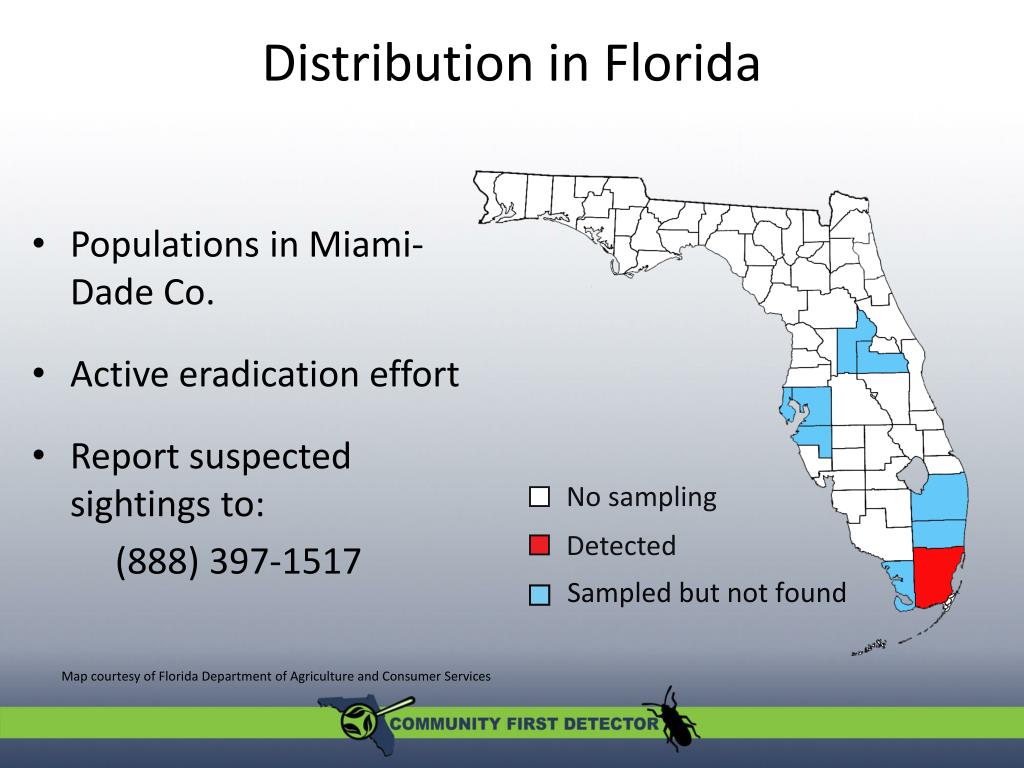 Distribution in Florida
• Populations in Miami-
Dade Co.
• Active eradication effort
• Report suspected
sightings to:
(888) 397-1517
No sampling
Detected
Sampled but not found
Map courtesy of Florida Department of Agriculture and Consumer Services
COMMUNITY FIRST DETECTOR